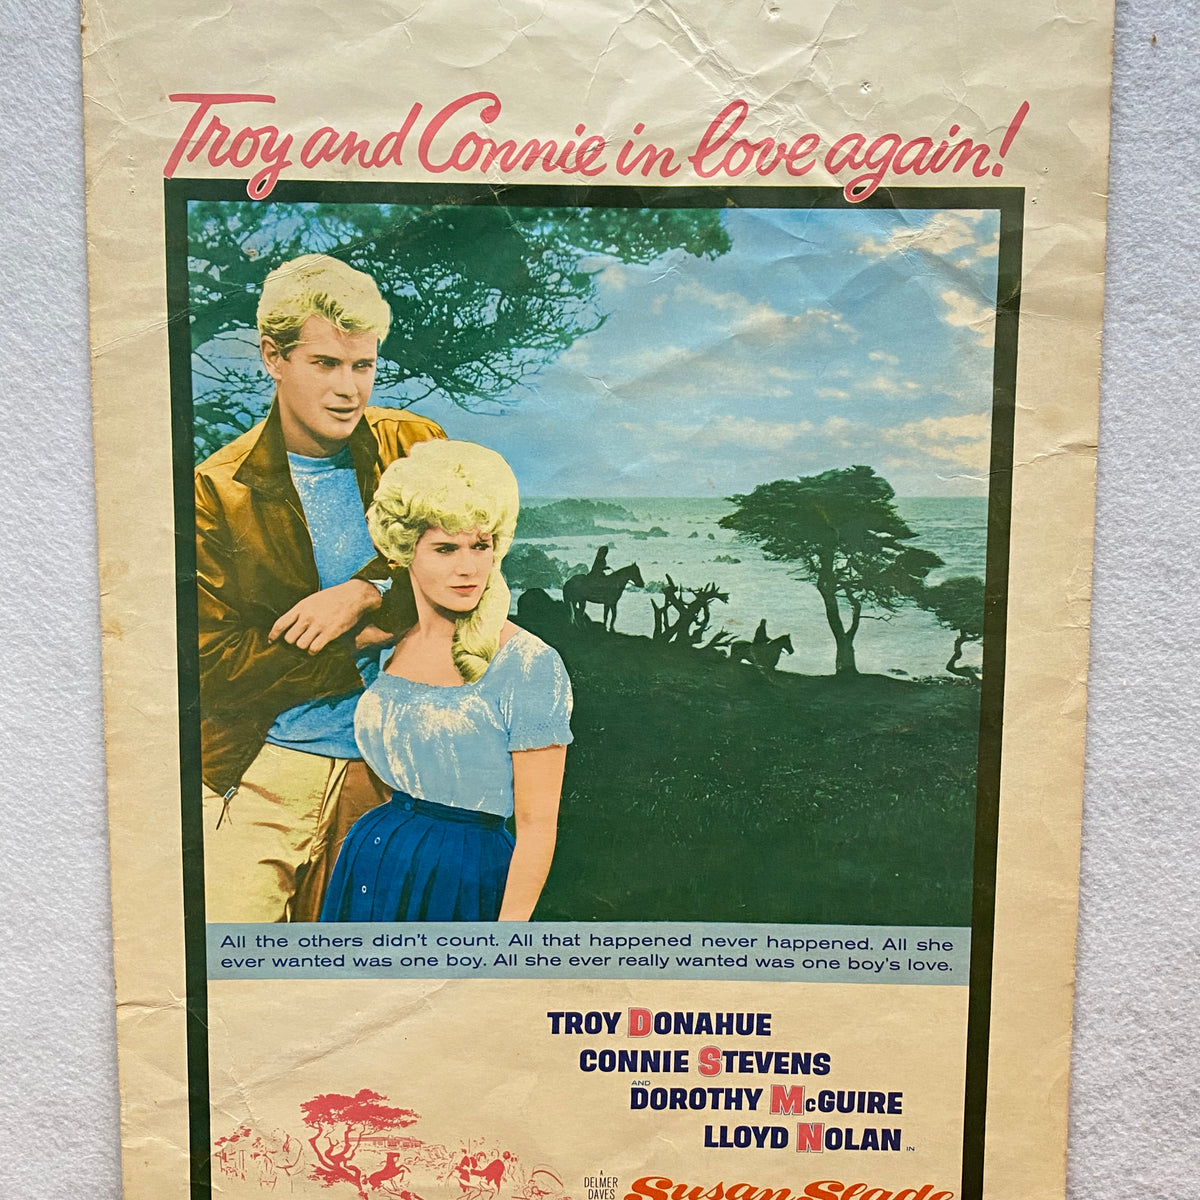 Troy and Connie in love again!
All the others didn't count. All that happened never happened. All she
ever wanted was one boy. All she ever really wanted was one boy's love.
TROY DONAHUE
CONNIE STEVENS
AND
DOROTHY McGUIRE
LLOYD NOLAN IN
A
DELMER
DAVES
Susan Slade